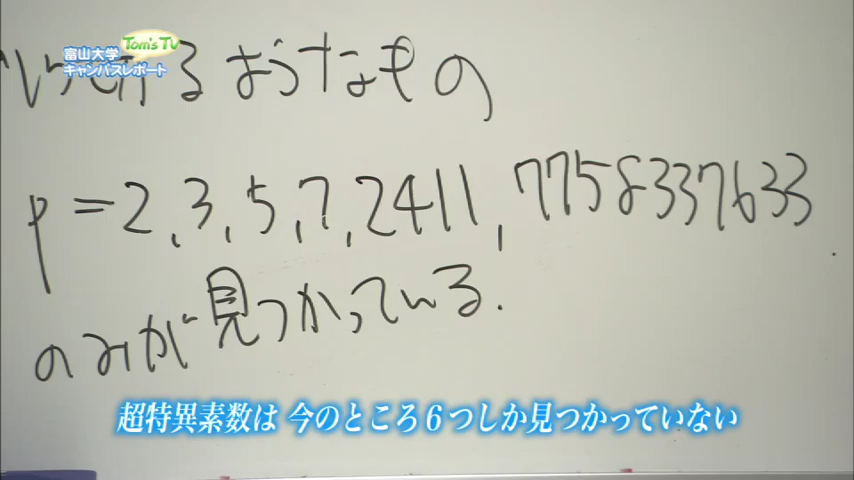 Tom's TV
富山大学
キャンパスレポート
るようなもの
p=2,3,5,7,2411,7758337633
のみが見つかっている.
超特異素数は 今のところ6つしか見つかっていない